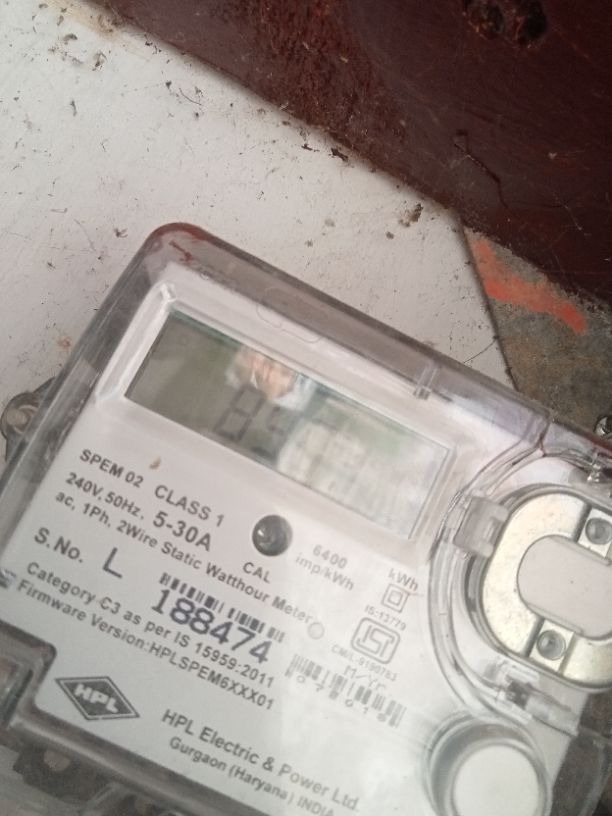 SPEM 02 CLASS 1
240V, 50Hz, 5-30A
ac, 1Ph, 2Wire Static Watthour Meter
CAL
6400
imp/kWh
kWh
S.No. L 188474
IS:13779
Category C3 as per IS 15959:2011
Firmware Version:HPLSPEM6XXX01
M/Yr
HPL
HPL Electric & Power Ltd.
Gurgaon (Haryana) INDIA